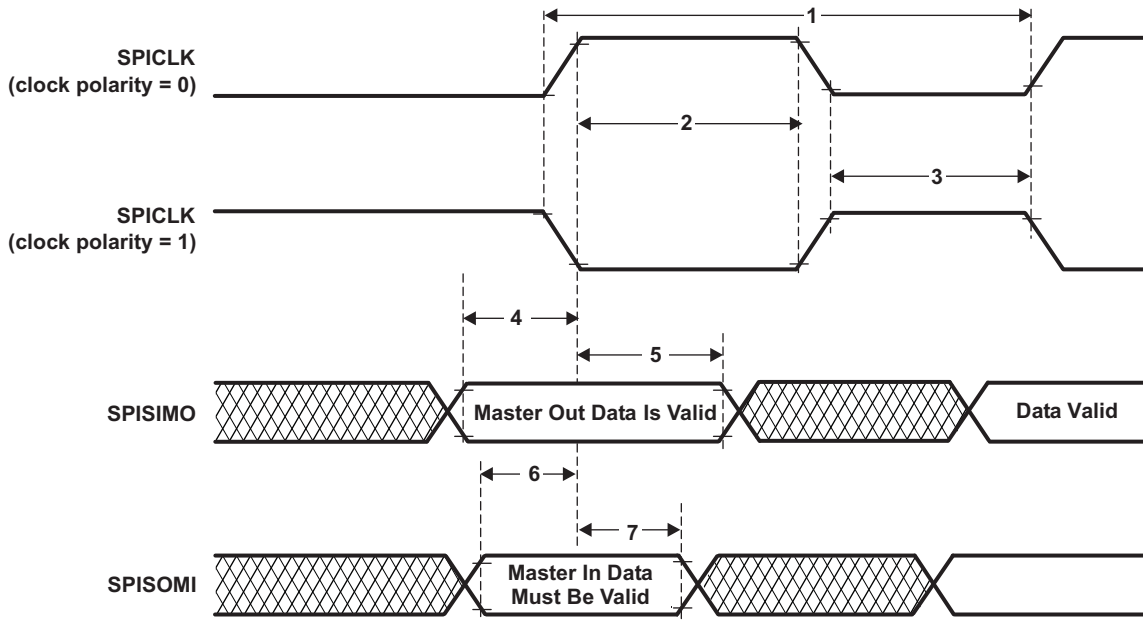 1
SPICLK
(clock polarity = 0)
2
3
SPICLK
(clock polarity = 1)
4
5
SPISIMO
Master Out Data Is Valid
Data Valid
6
7
SPISOMI
Master In Data
Must Be Valid